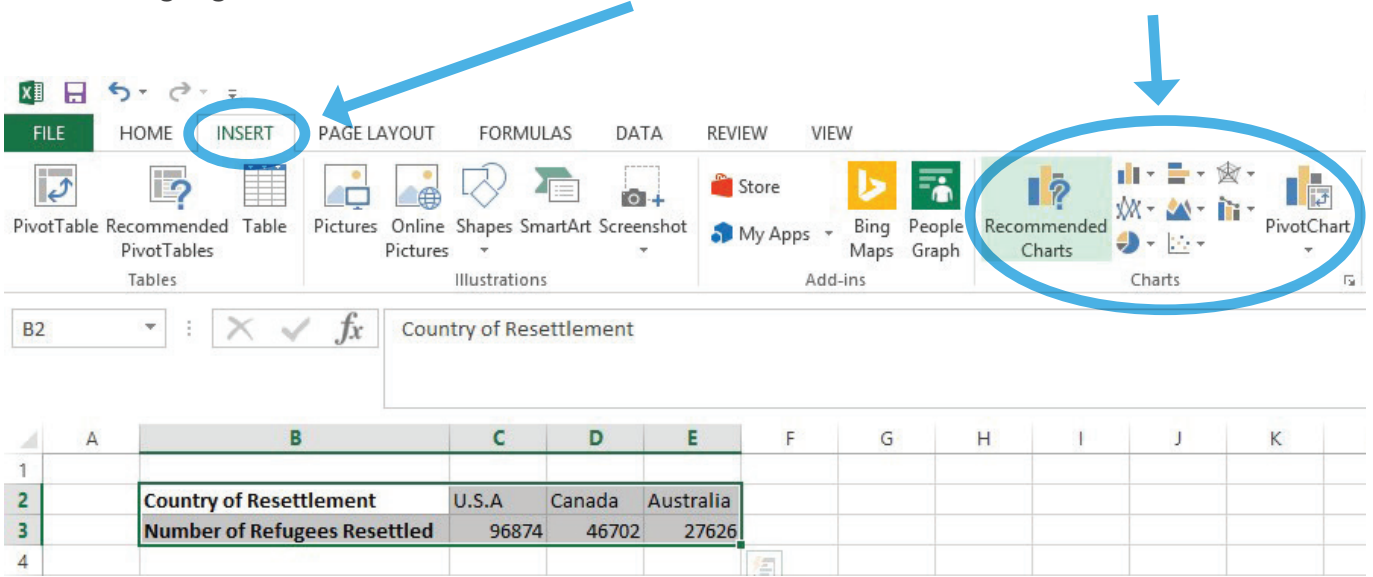 FILE HOME INSERT PAGE LAYOUT FORMULAS DATA REVIEW VIEW
PivotTable Recommended PivotTables Table Pictures Online Pictures Shapes SmartArt Screenshot Store My Apps Bing Maps People Graph Recommended Charts PivotChart
Tables Illustrations Add-ins Charts
B2 fx Country of Resettlement
A B C D E F G H I J K
1
2 Country of Resettlement U.S.A Canada Australia
3 Number of Refugees Resettled 96874 46702 27626
4